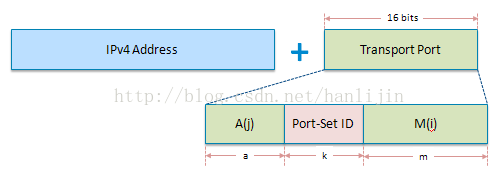 16 bits
IPv4 Address
+
Transport Port
http://blog.csdn.net/hanlijin
A(j)
Port-Set ID
M(i)
a
k
m